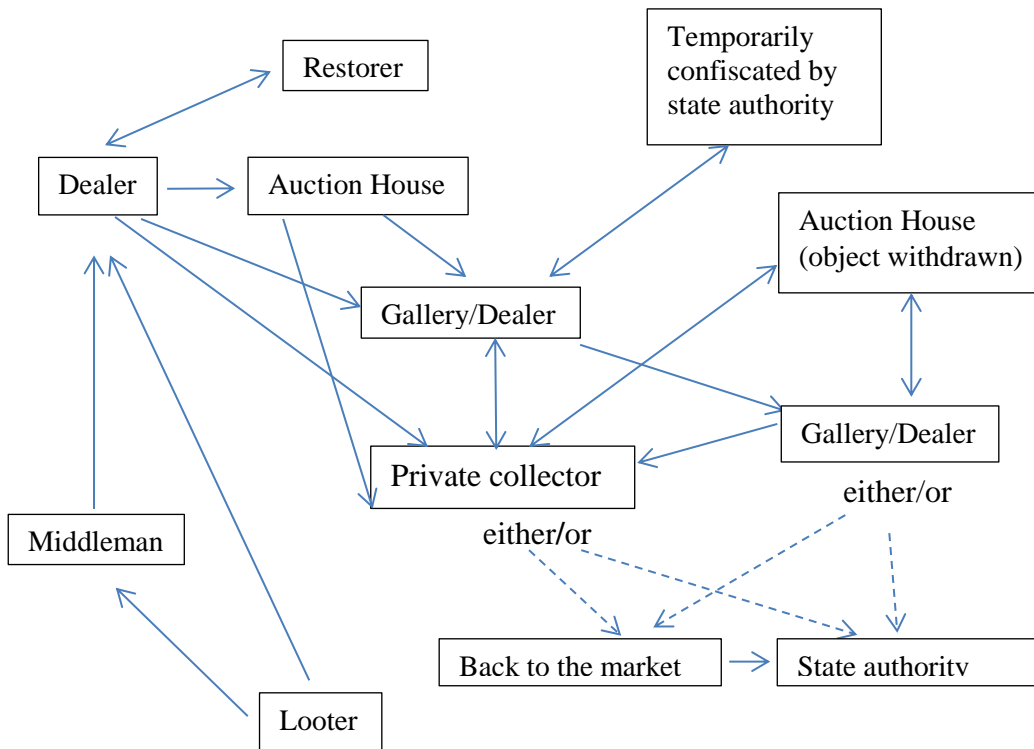 Temporarily
confiscated by
state authority
Restorer
Dealer
Auction House
Auction House
(object withdrawn)
Gallery/Dealer
Gallery/Dealer
Private collector
either/or
either/or
Middleman
Back to the market
State authority
Looter